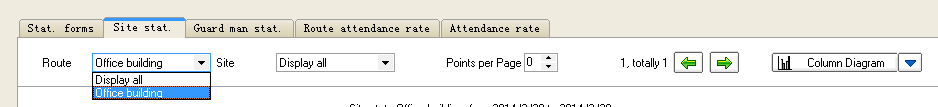 Stat. forms Site stat. Guard man stat. Route attendance rate Attendance rate
Route Office building Site Display all Points per Page 0 1, totally 1 Column Diagram
Display all
Office building